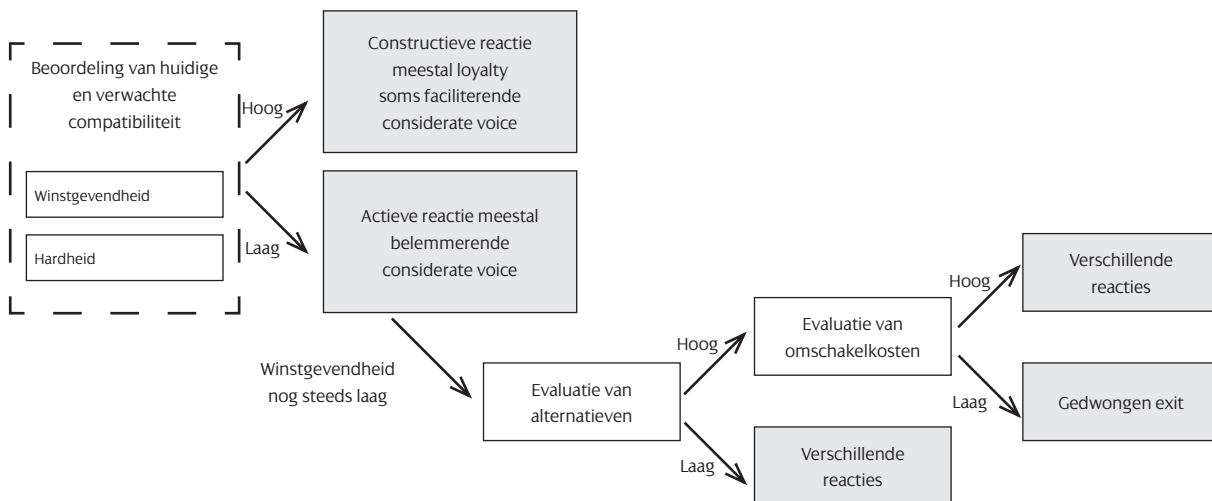 Beoordeling van huidige
en verwachte
compatibiliteit
Winstgevendheid
Hardheid
Hoog
Laag
Constructieve reactie
meestal loyalty
soms faciliterende
considerate voice
Actieve reactie meestal
belemmerende
considerate voice
Winstgevendheid
nog steeds laag
Evaluatie van
alternatieven
Hoog
Laag
Evaluatie van
omschakelkosten
Verschillende
reacties
Hoog
Laag
Verschillende
reacties
Gedwongen exit